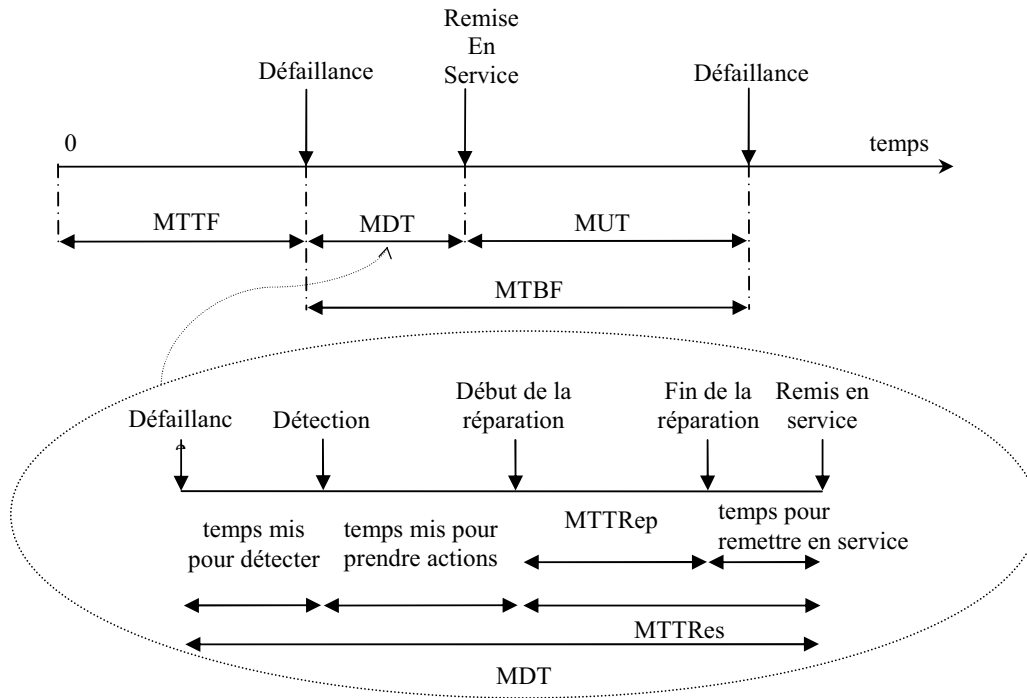 Remise
En
Service
Défaillance
Défaillance
0
temps
MTTF
MDT
MUT
MTBF
Défaillanc
e
Détection
Début de la
réparation
Fin de la
réparation
Remis en
service
temps mis
pour détecter
temps mis pour
prendre actions
MTTRep
temps pour
remettre en service
MTTRes
MDT